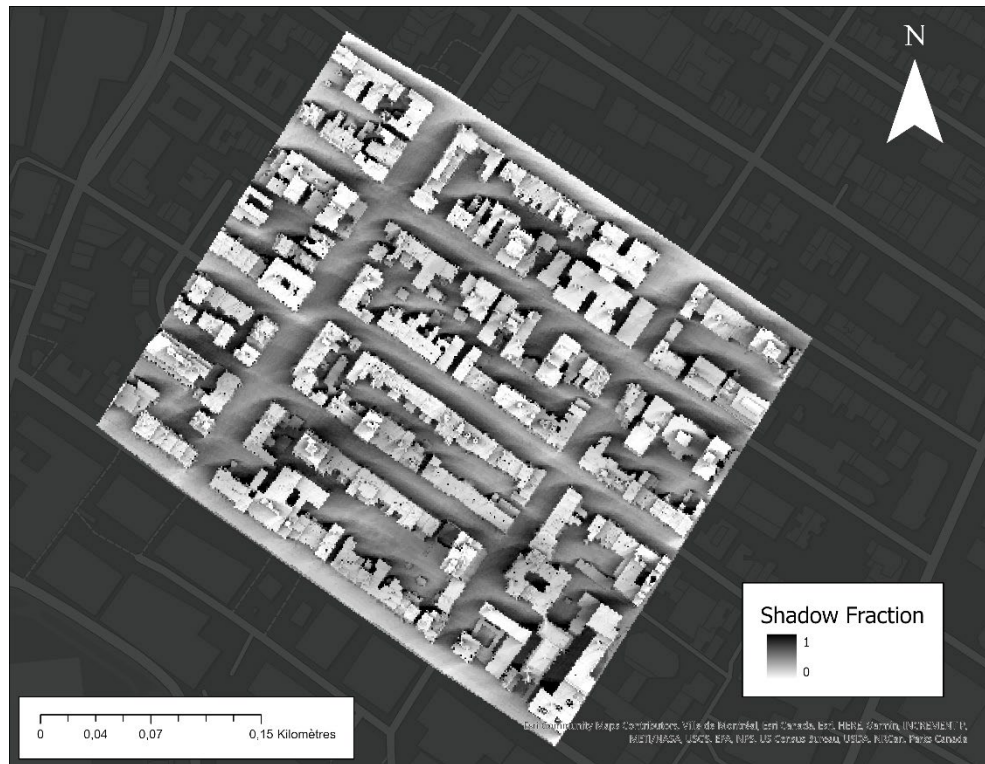 N
Shadow Fraction
1
0
0 0,04 0,07 0,15 Kilomètres
Esri Community Maps Contributors, Ville de Montréal, Esri Canada, Esri, HERE, Garmin, INCREMENT P,
METI/NASA, USGS, EPA, NPS, US Census Bureau, USDA, NRCan, Parks Canada